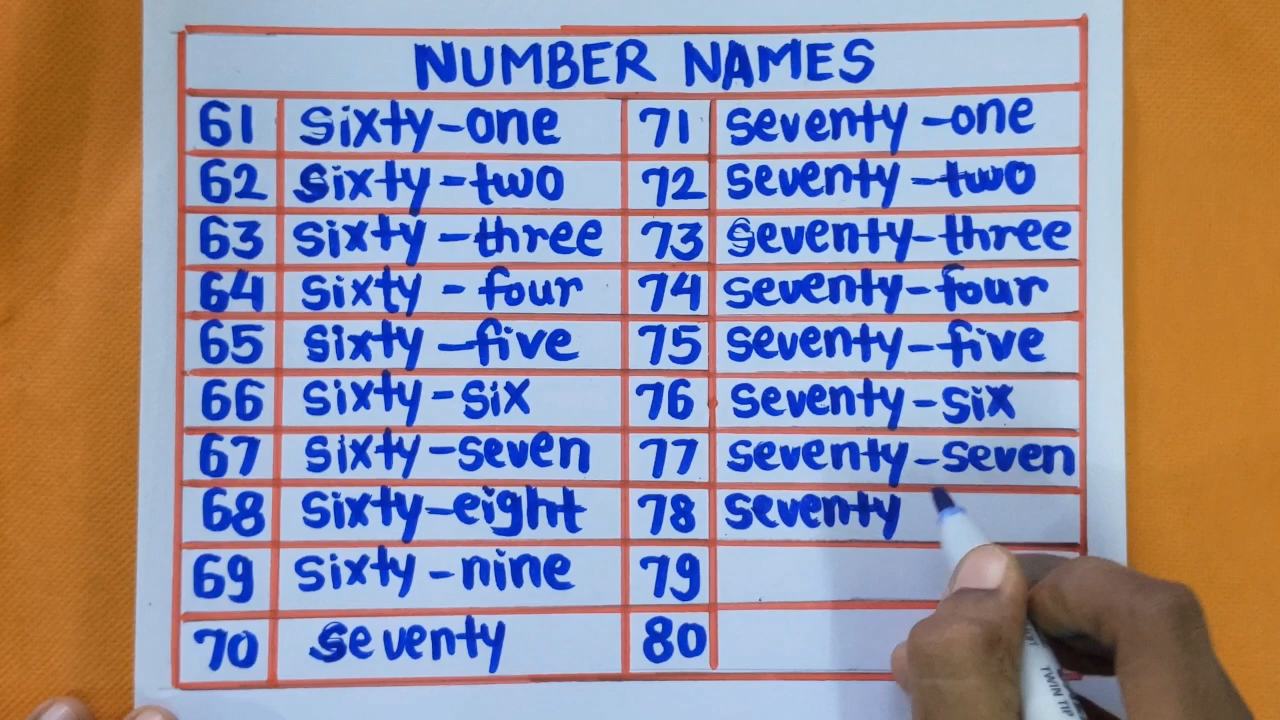 NUMBER NAMES
61 sixty-one 71 seventy-one
62 sixty-two 72 seventy-two
63 sixty-three 73 seventy-three
64 sixty-four 74 seventy-four
65 sixty-five 75 seventy-five
66 sixty-six 76 seventy-six
67 sixty-seven 77 seventy-seven
68 sixty-eight 78 seventy
69 sixty-nine 79
70 seventy 80
TWIN TIP